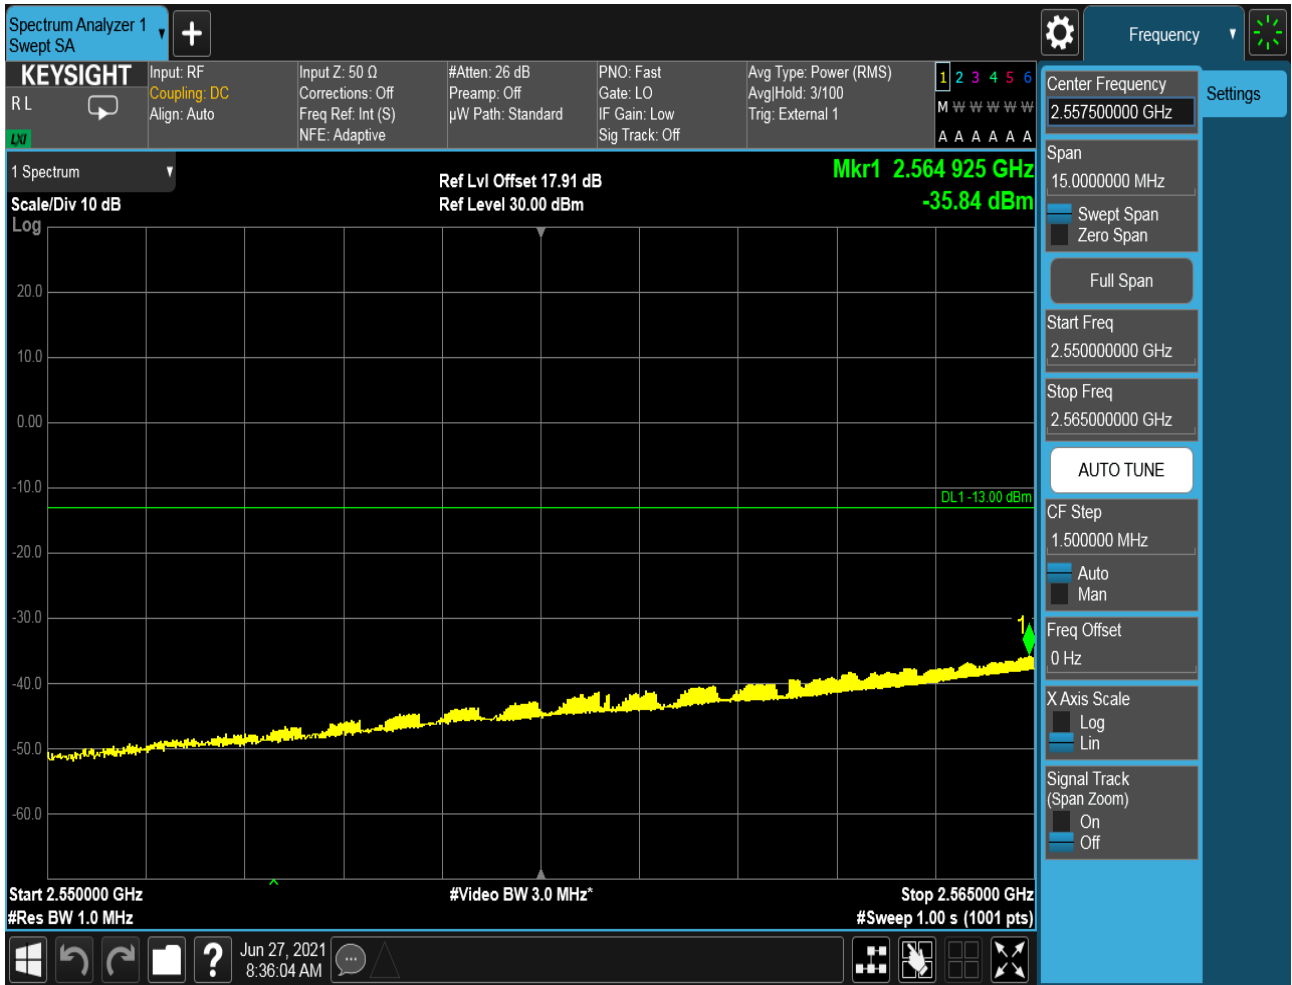 Spectrum Analyzer 1
Swept SA
Frequency
KEYSIGHT
R L
LXI
Input: RF
Coupling: DC
Align: Auto
Input Z: 50 Ω
Corrections: Off
Freq Ref: Int (S)
NFE: Adaptive
#Atten: 26 dB
Preamp: Off
µW Path: Standard
PNO: Fast
Gate: LO
IF Gain: Low
Sig Track: Off
Avg Type: Power (RMS)
Avg|Hold: 3/100
Trig: External 1
1 2 3 4 5 6
M W W W W W
A A A A A A
1 Spectrum
Scale/Div 10 dB
Log
Ref Lvl Offset 17.91 dB
Ref Level 30.00 dBm
Mkr1 2.564 925 GHz
-35.84 dBm
20.0
10.0
0.00
-10.0
DL1 -13.00 dBm
-20.0
-30.0
1
-40.0
-50.0
-60.0
Start 2.550000 GHz
#Res BW 1.0 MHz
#Video BW 3.0 MHz*
Stop 2.565000 GHz
#Sweep 1.00 s (1001 pts)
Jun 27, 2021
8:36:04 AM
Center Frequency
2.557500000 GHz
Settings
Span
15.0000000 MHz
Swept Span
Zero Span
Full Span
Start Freq
2.550000000 GHz
Stop Freq
2.565000000 GHz
AUTO TUNE
CF Step
1.500000 MHz
Auto
Man
Freq Offset
0 Hz
X Axis Scale
Log
Lin
Signal Track
(Span Zoom)
On
Off